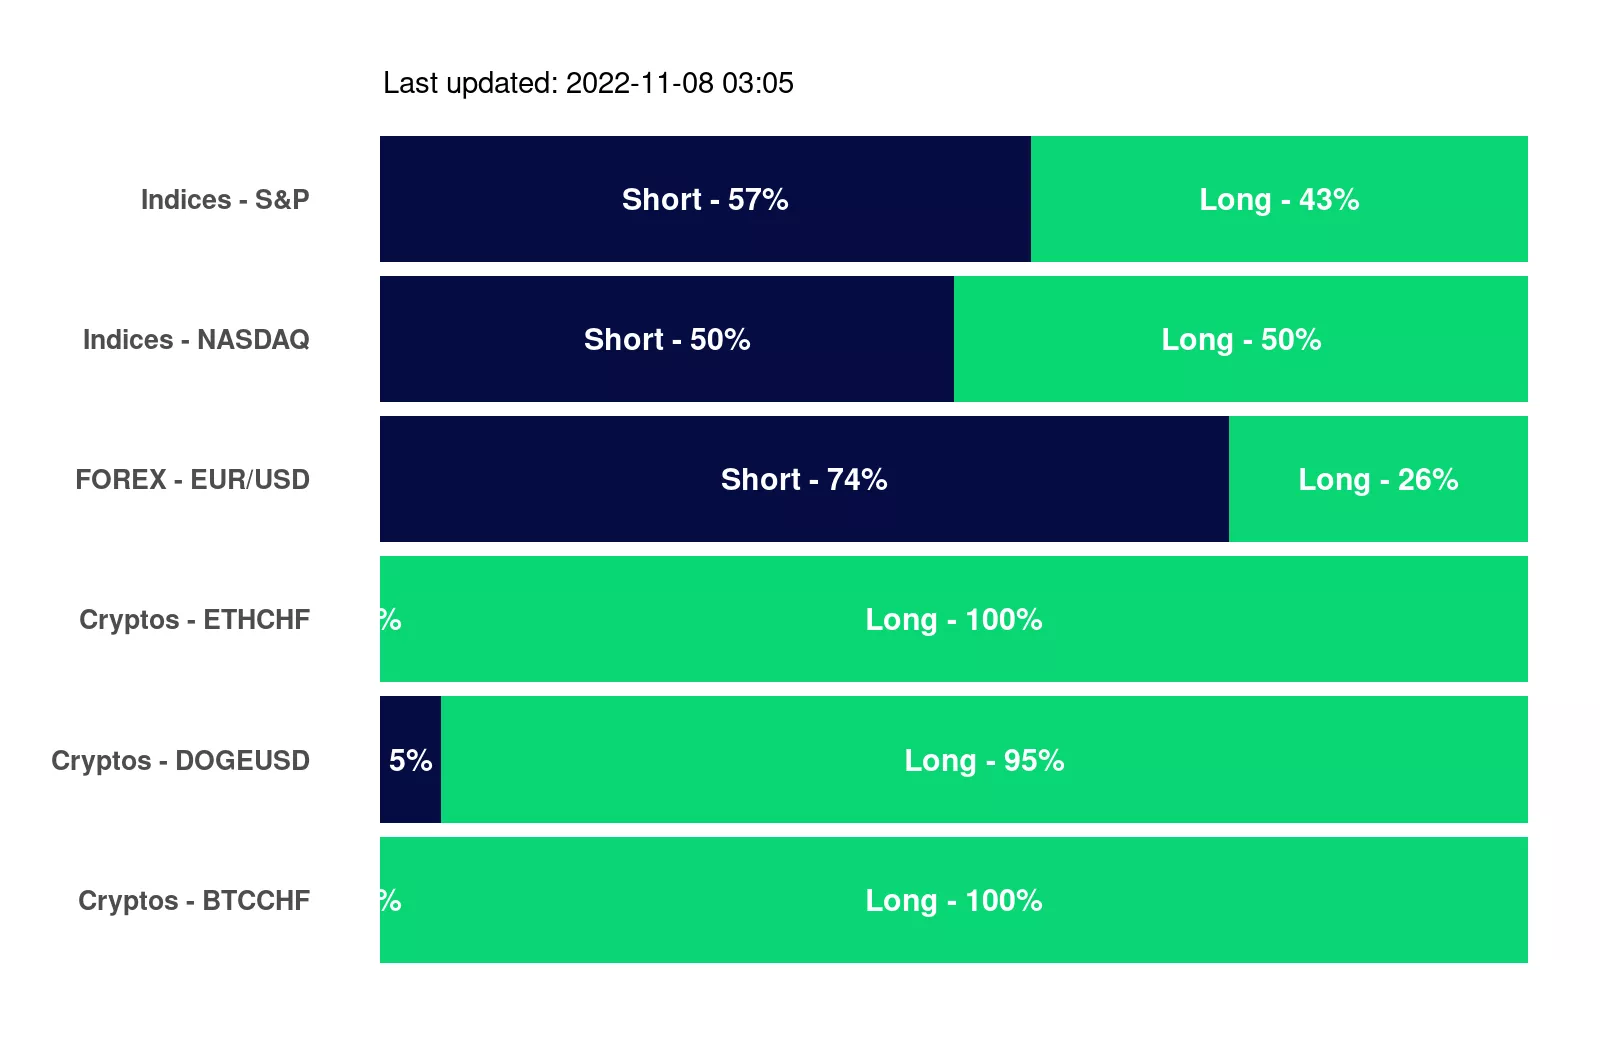 Last updated: 2022-11-08 03:05
Indices - S&P Short - 57% Long - 43%
Indices - NASDAQ Short - 50% Long - 50%
FOREX - EUR/USD Short - 74% Long - 26%
Cryptos - ETHCHF % Long - 100%
Cryptos - DOGEUSD 5% Long - 95%
Cryptos - BTCCHF % Long - 100%